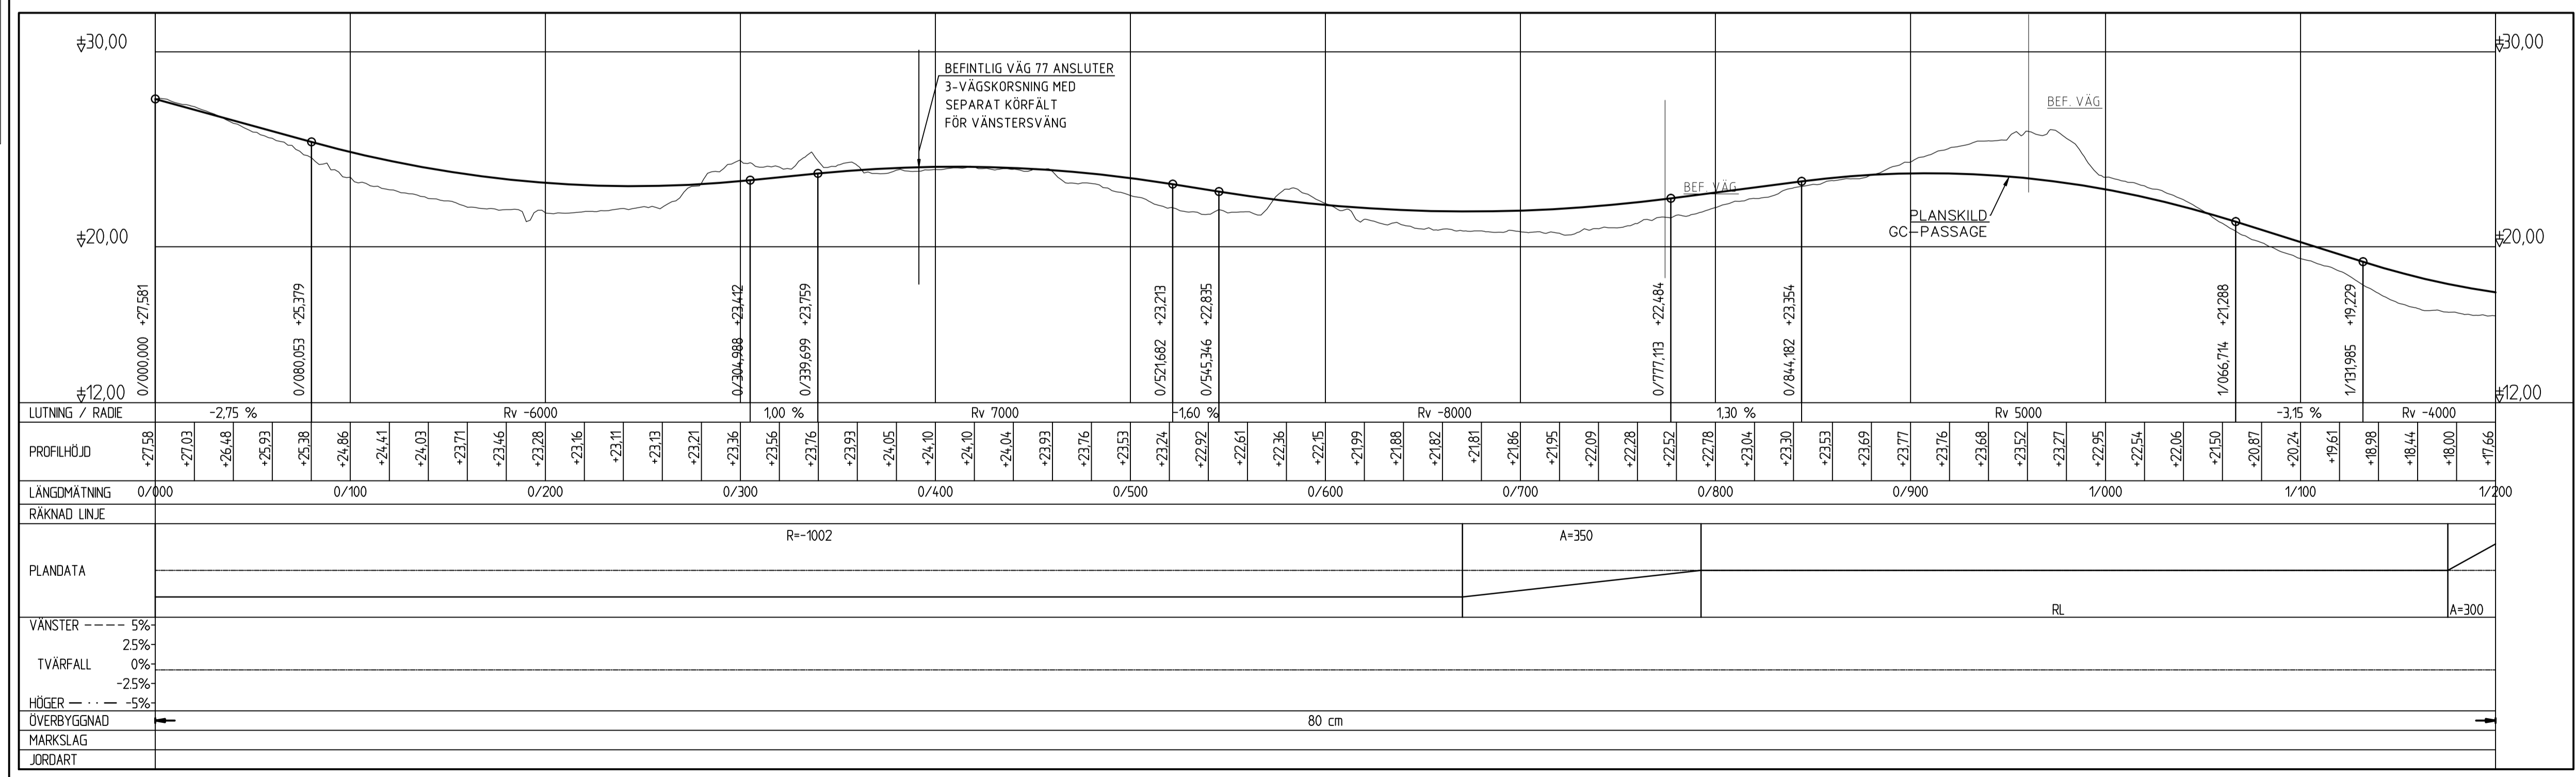 +30,00
+30,00
BEFINTLIG VÄG 77 ANSLUTER
3-VÄGSKORSNING MED
SEPARAT KÖRFÄLT
FÖR VÄNSTERSVÄNG
BEF. VÄG
BEF. VÄG
PLANSKILD
GC-PASSAGE
+20,00
+20,00
0/000,000 +27,581
0/080,053 +25,379
0/304,988 +23,412
0/339,699 +23,759
0/521,682 +23,213
0/545,346 +22,835
0/777,113 +22,484
0/844,182 +23,354
1/066,714 +21,288
1/131,985 +19,229
+12,00
+12,00
LUTNING / RADIE -2,75 % Rv -6000 1,00 % Rv 7000 -1,60 % Rv -8000 1,30 % Rv 5000 -3,15 % Rv -4000
PROFILHÖJD +27,58 +27,03 +26,48 +25,93 +25,38 +24,86 +24,41 +24,03 +23,71 +23,46 +23,28 +23,16 +23,11 +23,13 +23,21 +23,36 +23,56 +23,76 +23,93 +24,05 +24,10 +24,10 +24,04 +23,93 +23,76 +23,53 +23,24 +22,92 +22,61 +22,36 +22,15 +21,99 +21,88 +21,82 +21,81 +21,86 +21,95 +22,09 +22,28 +22,52 +22,78 +23,04 +23,30 +23,53 +23,69 +23,77 +23,76 +23,68 +23,52 +23,27 +22,95 +22,54 +22,06 +21,50 +20,87 +20,24 +19,61 +18,98 +18,44 +18,00 +17,66
LÄNGDMÄTNING 0/000 0/100 0/200 0/300 0/400 0/500 0/600 0/700 0/800 0/900 1/000 1/100 1/200
RÄKNAD LINJE
R=-1002 A=350
PLANDATA
RL A=300
VÄNSTER ---- 5%
2.5%
TVÄRFALL 0%
-2.5%
HÖGER — · · — -5%
ÖVERBYGGNAD 80 cm
MARKSLAG
JORDART